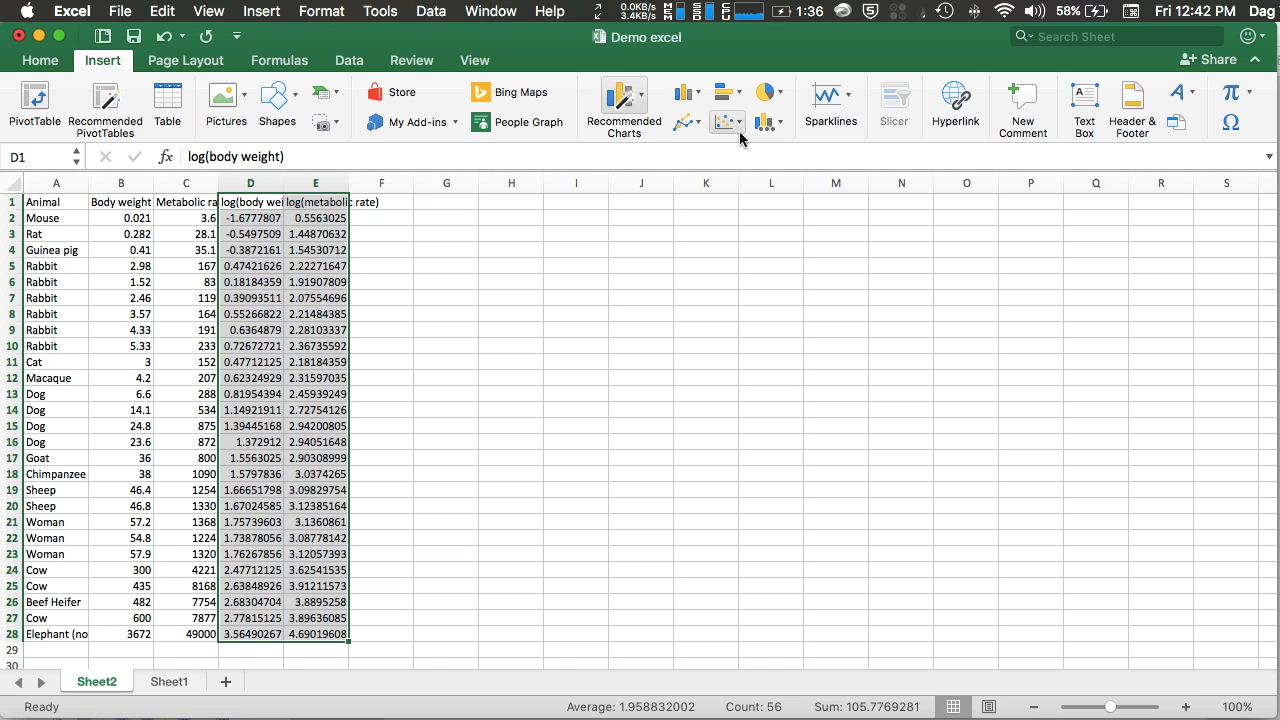 Excel File Edit View Insert Format Tools Data Window Help 0.0KB/s 3.4KB/s 1:36 58% Fri 12:42 PM Dag
Demo excel
Search Sheet
Home Insert Page Layout Formulas Data Review View Share
PivotTable
Recommended PivotTables
Table
Pictures
Shapes
Store
My Add-ins
Bing Maps
People Graph
Recommended Charts
Sparklines
Slicer
Hyperlink
New Comment
Text Box
Header & Footer
D1 fx log(body weight)
A B C D E F G H I J K L M N O P Q R S
1 Animal Body weight Metabolic ra log(body wei log(metabolic rate)
2 Mouse 0.021 3.6 -1.6777807 0.5563025
3 Rat 0.282 28.1 -0.5497509 1.44870632
4 Guinea pig 0.41 35.1 -0.3872161 1.54530712
5 Rabbit 2.98 167 0.47421626 2.22271647
6 Rabbit 1.52 83 0.18184359 1.91907809
7 Rabbit 2.46 119 0.39093511 2.07554696
8 Rabbit 3.57 164 0.55266822 2.21484385
9 Rabbit 4.33 191 0.6364879 2.28103337
10 Rabbit 5.33 233 0.72672721 2.36735592
11 Cat 3 152 0.47712125 2.18184359
12 Macaque 4.2 207 0.62324929 2.31597035
13 Dog 6.6 288 0.81954394 2.45939249
14 Dog 14.1 534 1.14921911 2.72754126
15 Dog 24.8 875 1.39445168 2.94200805
16 Dog 23.6 872 1.372912 2.94051648
17 Goat 36 800 1.5563025 2.90308999
18 Chimpanzee 38 1090 1.5797836 3.0374265
19 Sheep 46.4 1254 1.66651798 3.09829754
20 Sheep 46.8 1330 1.67024585 3.12385164
21 Woman 57.2 1368 1.75739603 3.1360861
22 Woman 54.8 1224 1.73878056 3.08778142
23 Woman 57.9 1320 1.76267856 3.12057393
24 Cow 300 4221 2.47712125 3.62541535
25 Cow 435 8168 2.63848926 3.91211573
26 Beef Heifer 482 7754 2.68304704 3.8895258
27 Cow 600 7877 2.77815125 3.89636085
28 Elephant (no 3672 49000 3.56490267 4.69019608
29
30
Sheet2 Sheet1 +
Ready Average: 1.958832002 Count: 56 Sum: 105.7769281 − + 100%